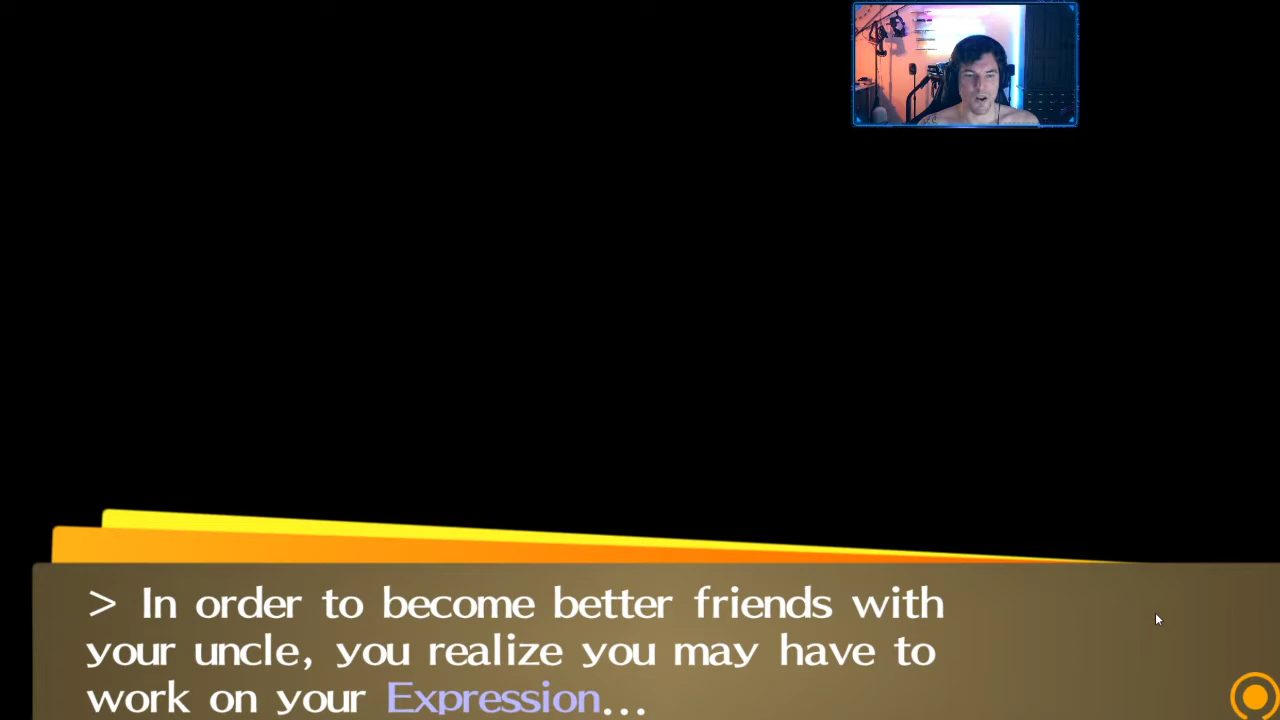 > In order to become better friends with
your uncle, you realize you may have to
work on your Expression...